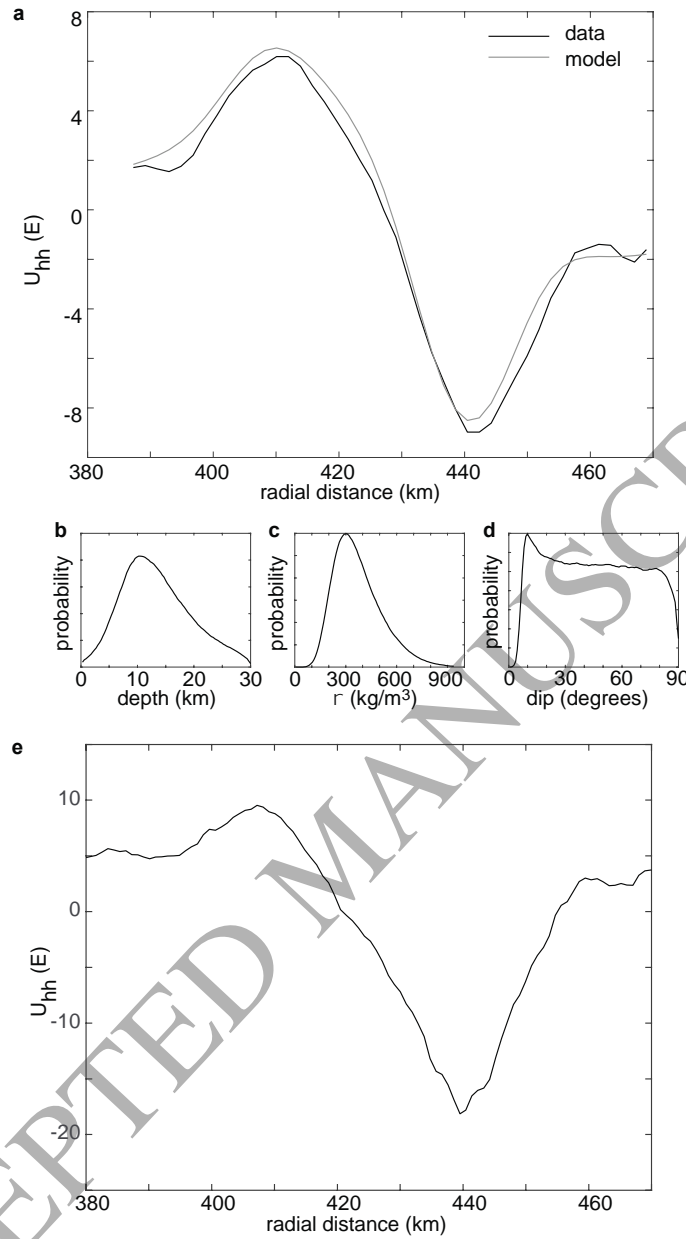 a
8
4
0
-4
-8
U_hh (E)
data
model
380 400 420 440 460
radial distance (km)
b
probability
0 10 20 30
depth (km)
c
probability
0 300 600 900
Γ (kg/m³)
d
probability
0 30 60 90
dip (degrees)
e
10
0
-10
-20
U_hh (E)
380 400 420 440 460
radial distance (km)
EPTED MANUSC